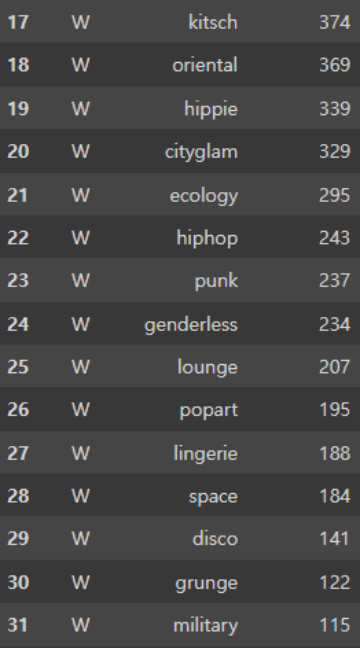 17 W kitsch 374
18 W oriental 369
19 W hippie 339
20 W cityglam 329
21 W ecology 295
22 W hiphop 243
23 W punk 237
24 W genderless 234
25 W lounge 207
26 W popart 195
27 W lingerie 188
28 W space 184
29 W disco 141
30 W grunge 122
31 W military 115